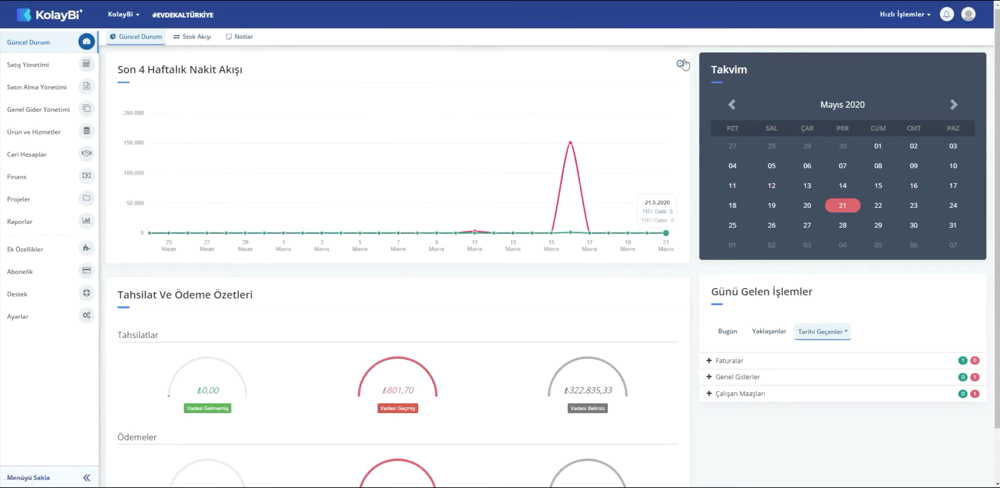 KolayBi'
KolayBi
#EVDEKALTÜRKİYE
Hızlı İşlemler
Güncel Durum
Satış Yönetimi
Satın Alma Yönetimi
Genel Gider Yönetimi
Ürün ve Hizmetler
Cari Hesaplar
Finans
Projeler
Raporlar
Ek Özellikler
Abonelik
Destek
Ayarlar
Menüyü Sakla
Güncel Durum
Stok Akışı
Notlar
Son 4 Haftalık Nakit Akışı
200,000
150,000
100,000
50,000
0
21.5.2020
TRY Gelir: 0
TRY Gider: 0
25 27 29 1 3 5 7 9 11 13 15 17 19 21
Nisan Nisan Nisan Mayıs Mayıs Mayıs Mayıs Mayıs Mayıs Mayıs Mayıs Mayıs Mayıs Mayıs
Takvim
Mayıs 2020
PZT SAL ÇAR PER CUM CMT PAZ
27 28 29 30 01 02 03
04 05 06 07 08 09 10
11 12 13 14 15 16 17
18 19 20 21 22 23 24
25 26 27 28 29 30 31
01 02 03 04 05 06 07
Tahsilat Ve Ödeme Özetleri
Tahsilatlar
₺0,00 ₺801,70 ₺322.835,33
Vadesi Gelmemiş Vadesi Geçmiş Vadesi Belirsiz
Ödemeler
Günü Gelen İşlemler
Bugün Yaklaşanlar Tarihi Geçenler
Faturalar 1 0
Genel Giderler 0 1
Çalışan Maaşları 0 1